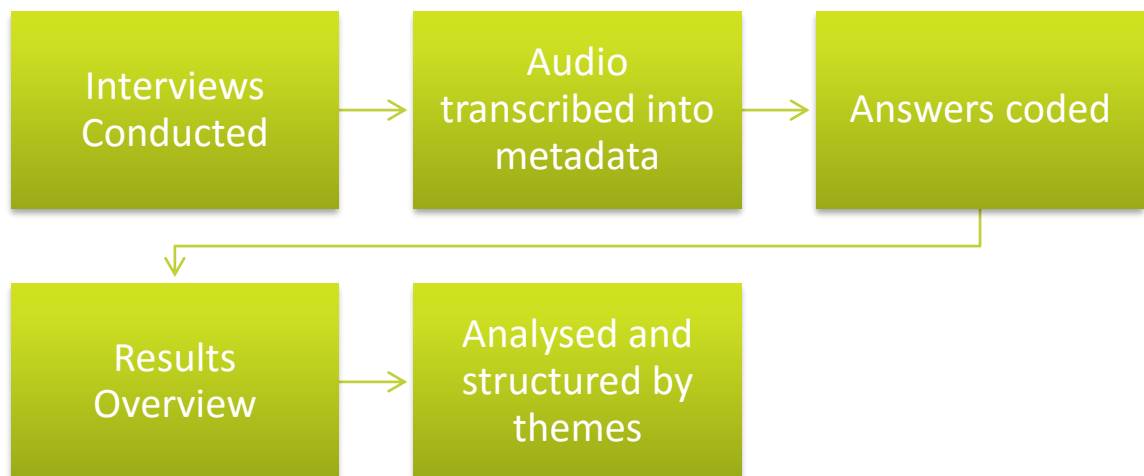 Interviews
Conducted
Audio
transcribed into
metadata
Answers coded
Results
Overview
Analysed and
structured by
themes